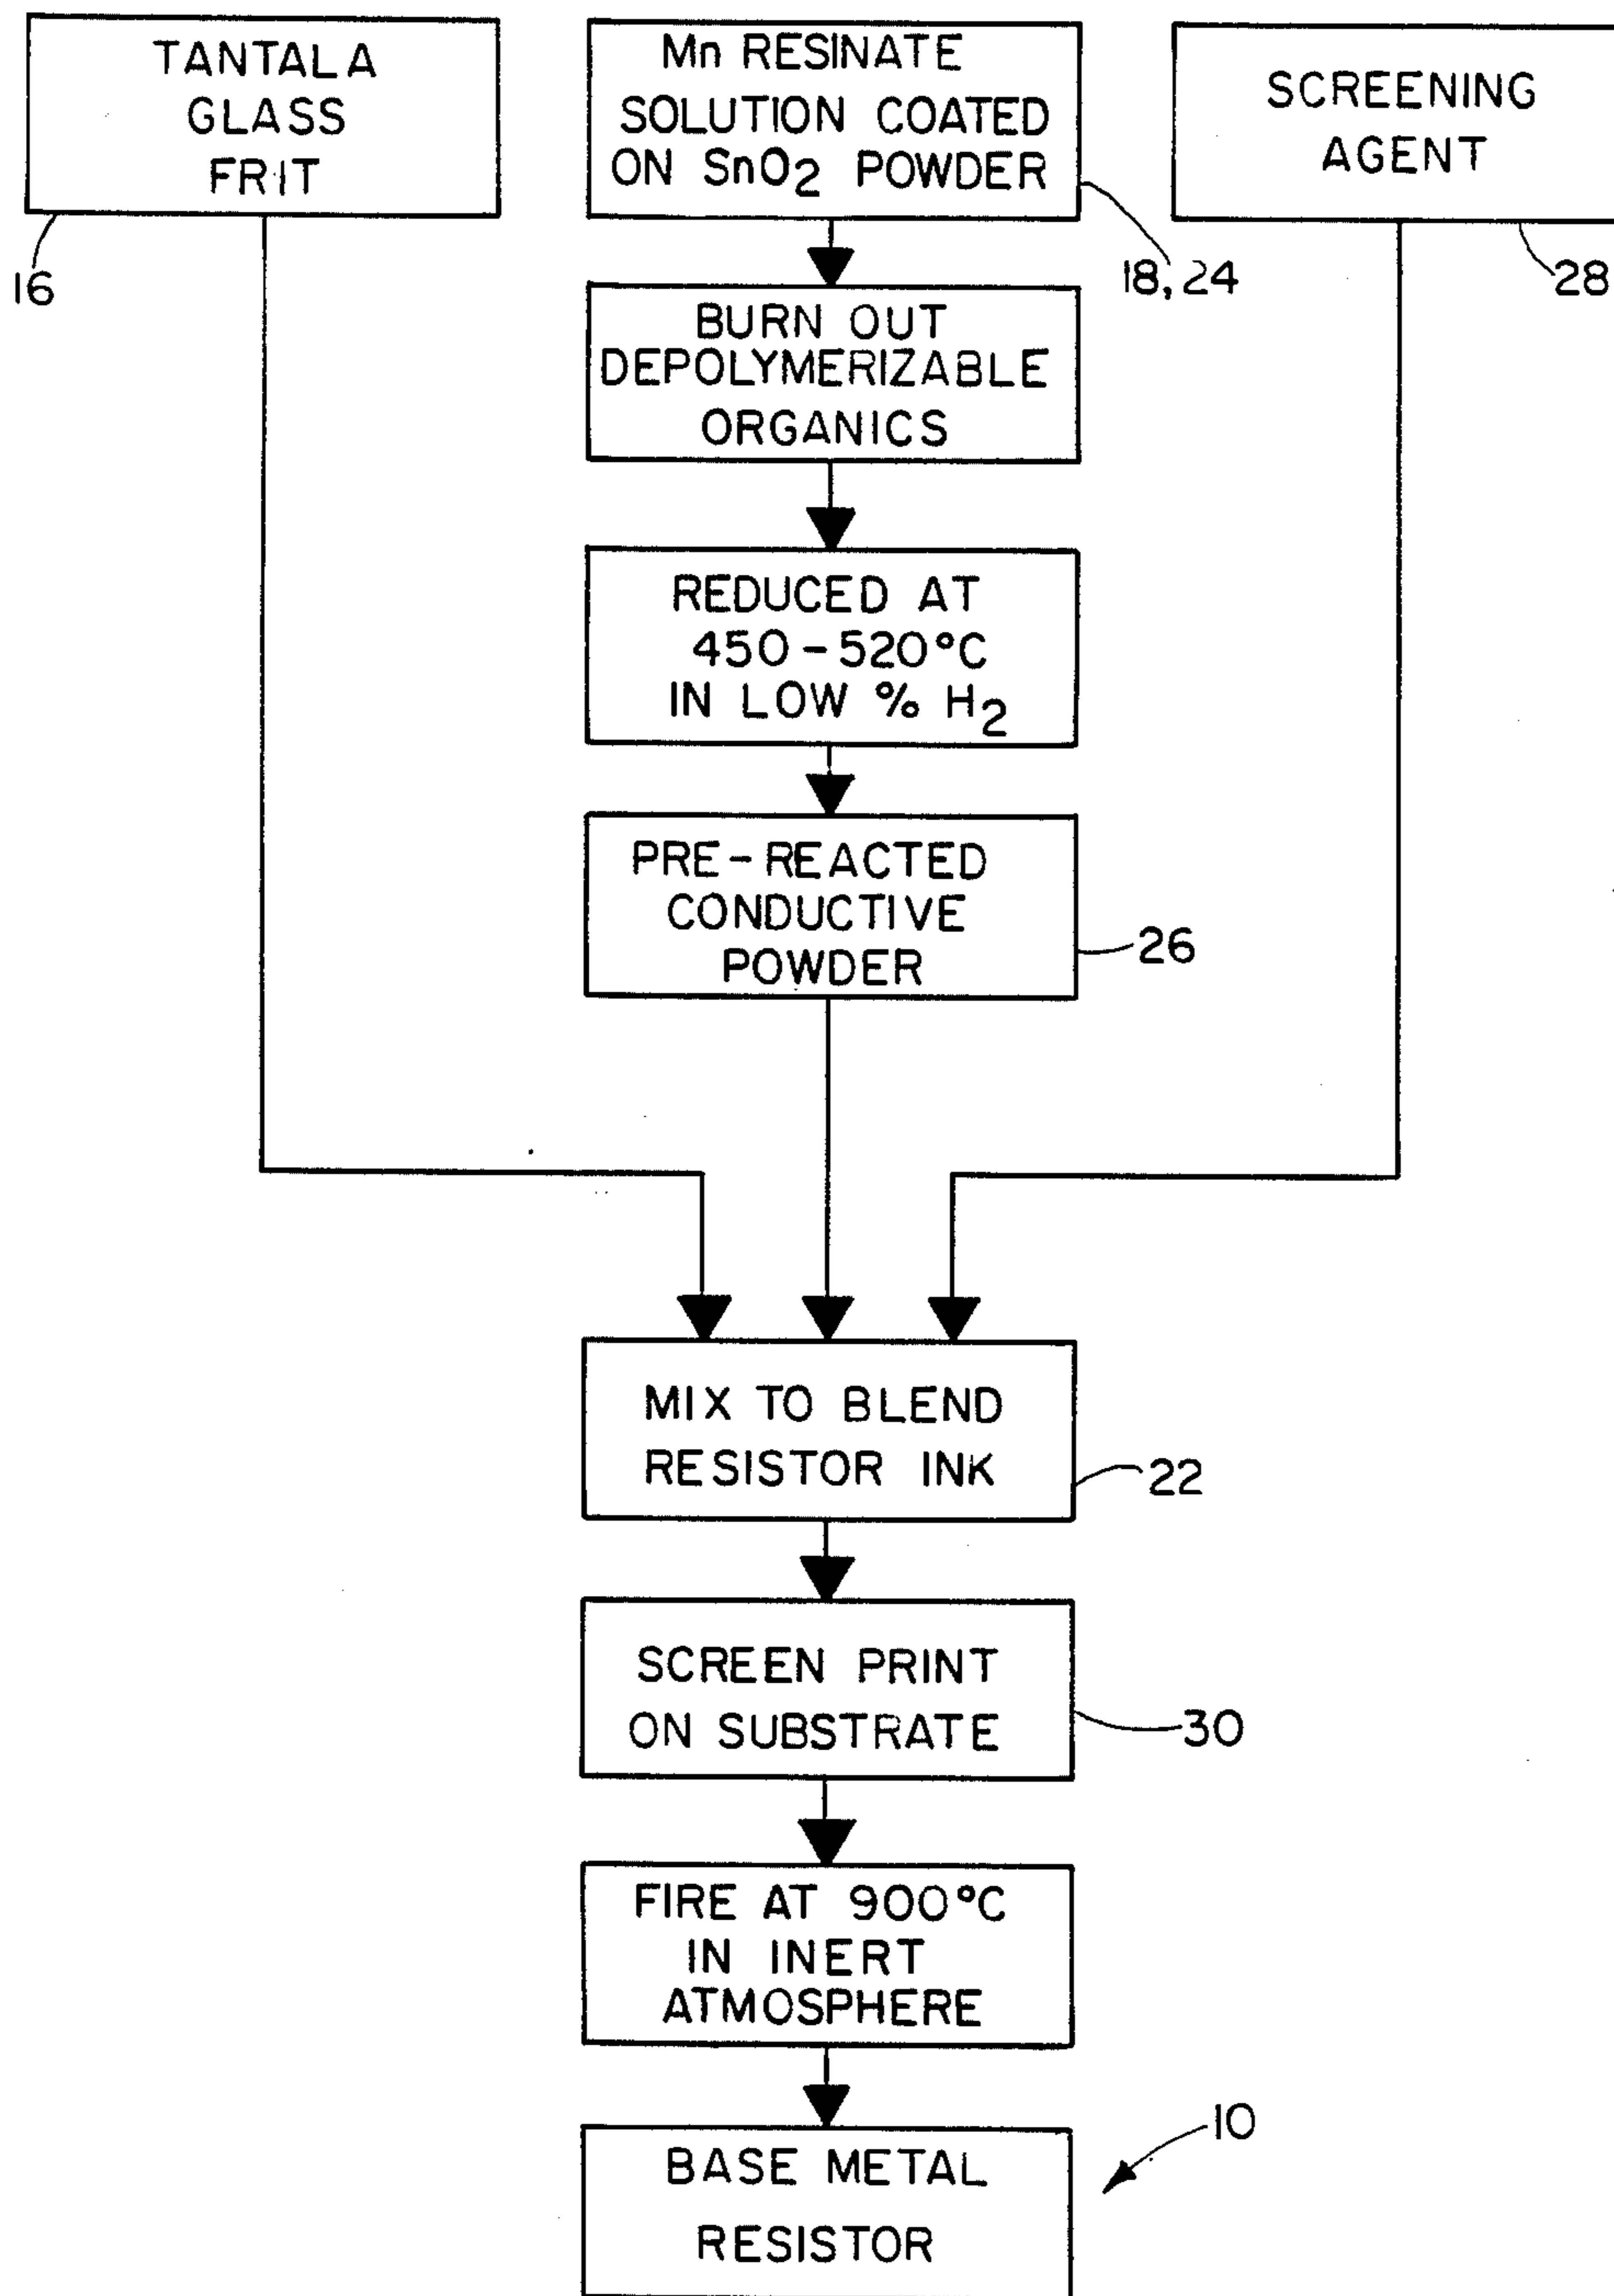 TANTALA
GLASS
FRIT
16
Mn RESINATE
SOLUTION COATED
ON SnO2 POWDER
18, 24
SCREENING
AGENT
28
BURN OUT
DEPOLYMERIZABLE
ORGANICS
REDUCED AT
450-520°C
IN LOW % H2
PRE-REACTED
CONDUCTIVE
POWDER
26
MIX TO BLEND
RESISTOR INK
22
SCREEN PRINT
ON SUBSTRATE
30
FIRE AT 900°C
IN INERT
ATMOSPHERE
10
BASE METAL
RESISTOR